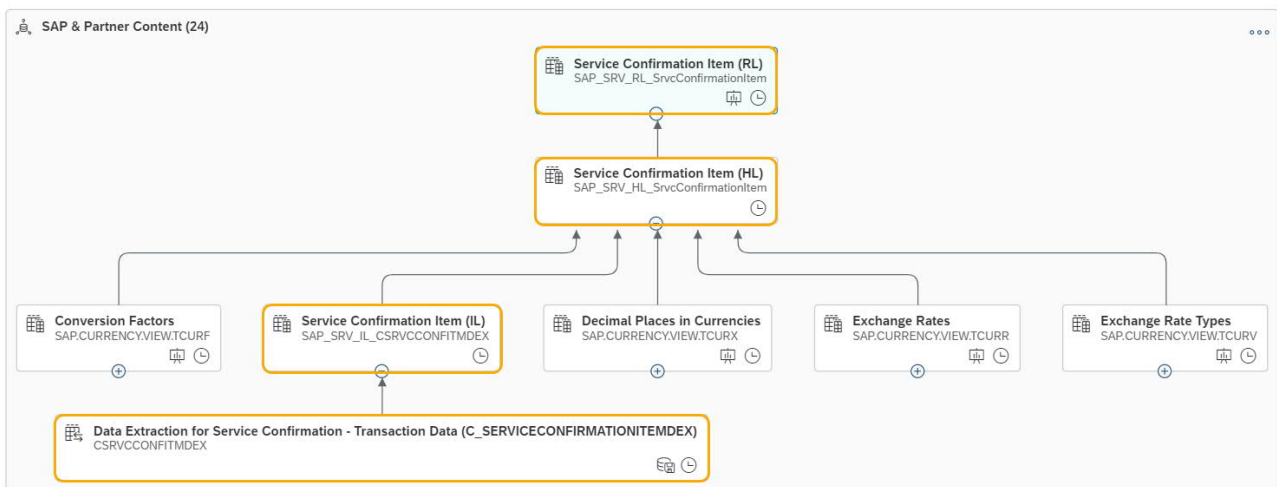 SAP & Partner Content (24)
Service Confirmation Item (RL)
SAP_SRV_RL_SrvcConfirmationItem
Service Confirmation Item (HL)
SAP_SRV_HL_SrvcConfirmationItem
Conversion Factors
SAP.CURRENCY.VIEW.TCURF
Service Confirmation Item (IL)
SAP_SRV_IL_CSRVCCONFITMDEX
Decimal Places in Currencies
SAP.CURRENCY.VIEW.TCURX
Exchange Rates
SAP.CURRENCY.VIEW.TCURR
Exchange Rate Types
SAP.CURRENCY.VIEW.TCURV
Data Extraction for Service Confirmation - Transaction Data (C_SERVICECONFIRMATIONITEMDEX)
CSRVCCONFITMDEX